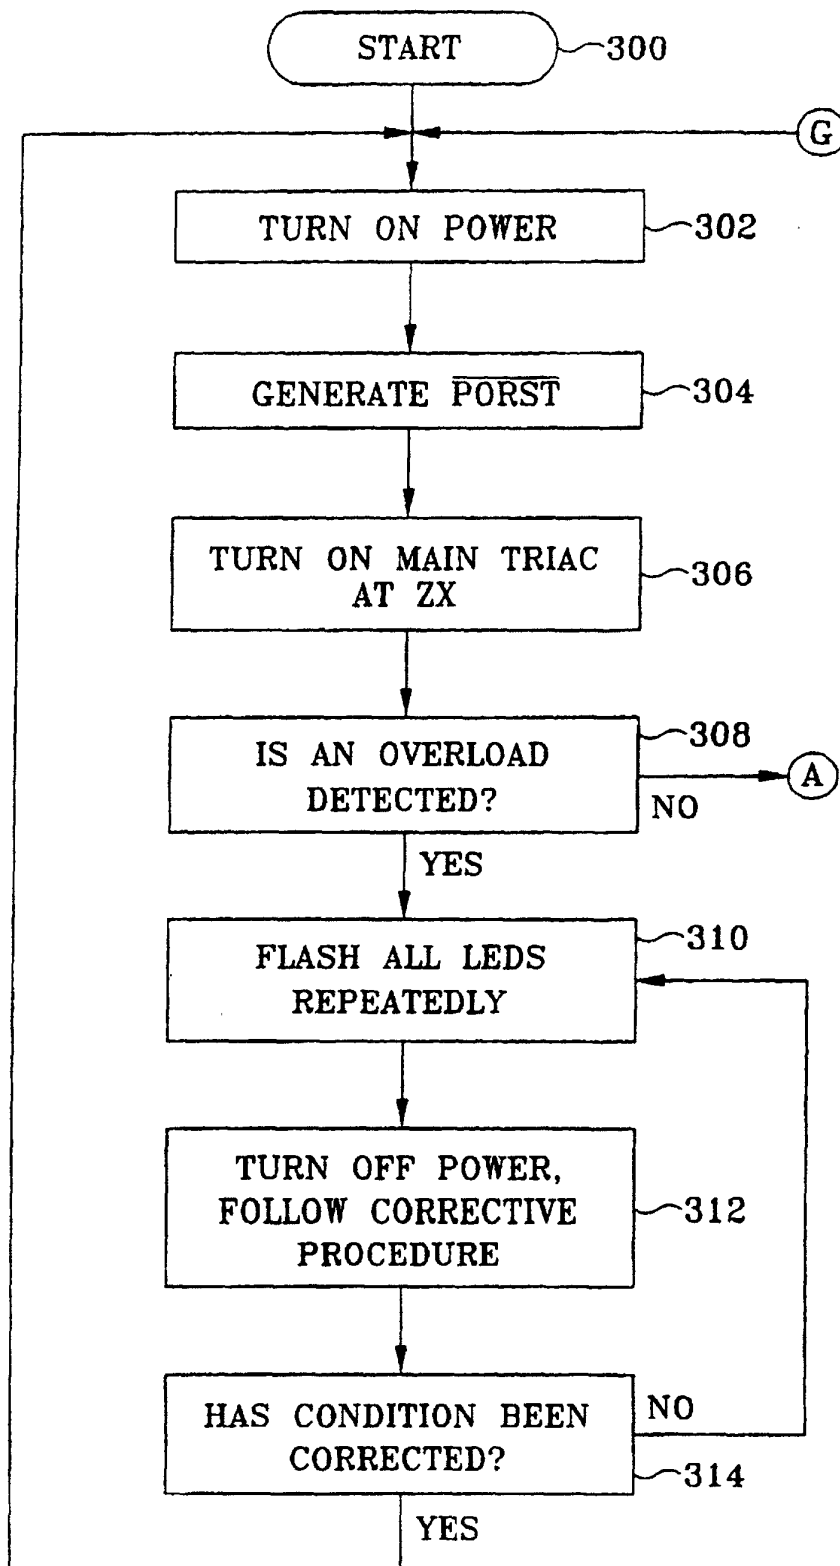 START
300
G
TURN ON POWER
302
GENERATE P̅O̅R̅S̅T̅
304
TURN ON MAIN TRIAC
AT ZX
306
IS AN OVERLOAD
DETECTED?
308
A
NO
YES
FLASH ALL LEDS
REPEATEDLY
310
TURN OFF POWER,
FOLLOW CORRECTIVE
PROCEDURE
312
HAS CONDITION BEEN
CORRECTED?
NO
314
YES